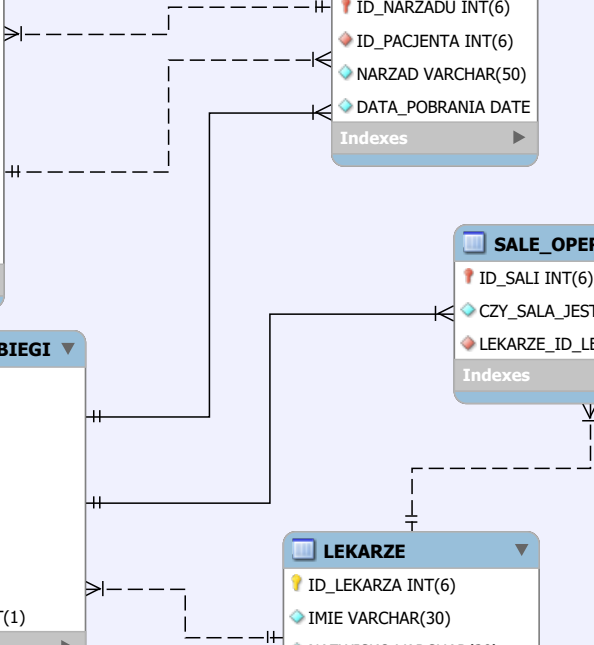 ID_NARZADU INT(6)
ID_PACJENTA INT(6)
NARZAD VARCHAR(50)
DATA_POBRANIA DATE
Indexes
SALE_OPER
ID_SALI INT(6)
CZY_SALA_JEST
LEKARZE_ID_LE
Indexes
BIEGI
(1)
LEKARZE
ID_LEKARZA INT(6)
IMIE VARCHAR(30)